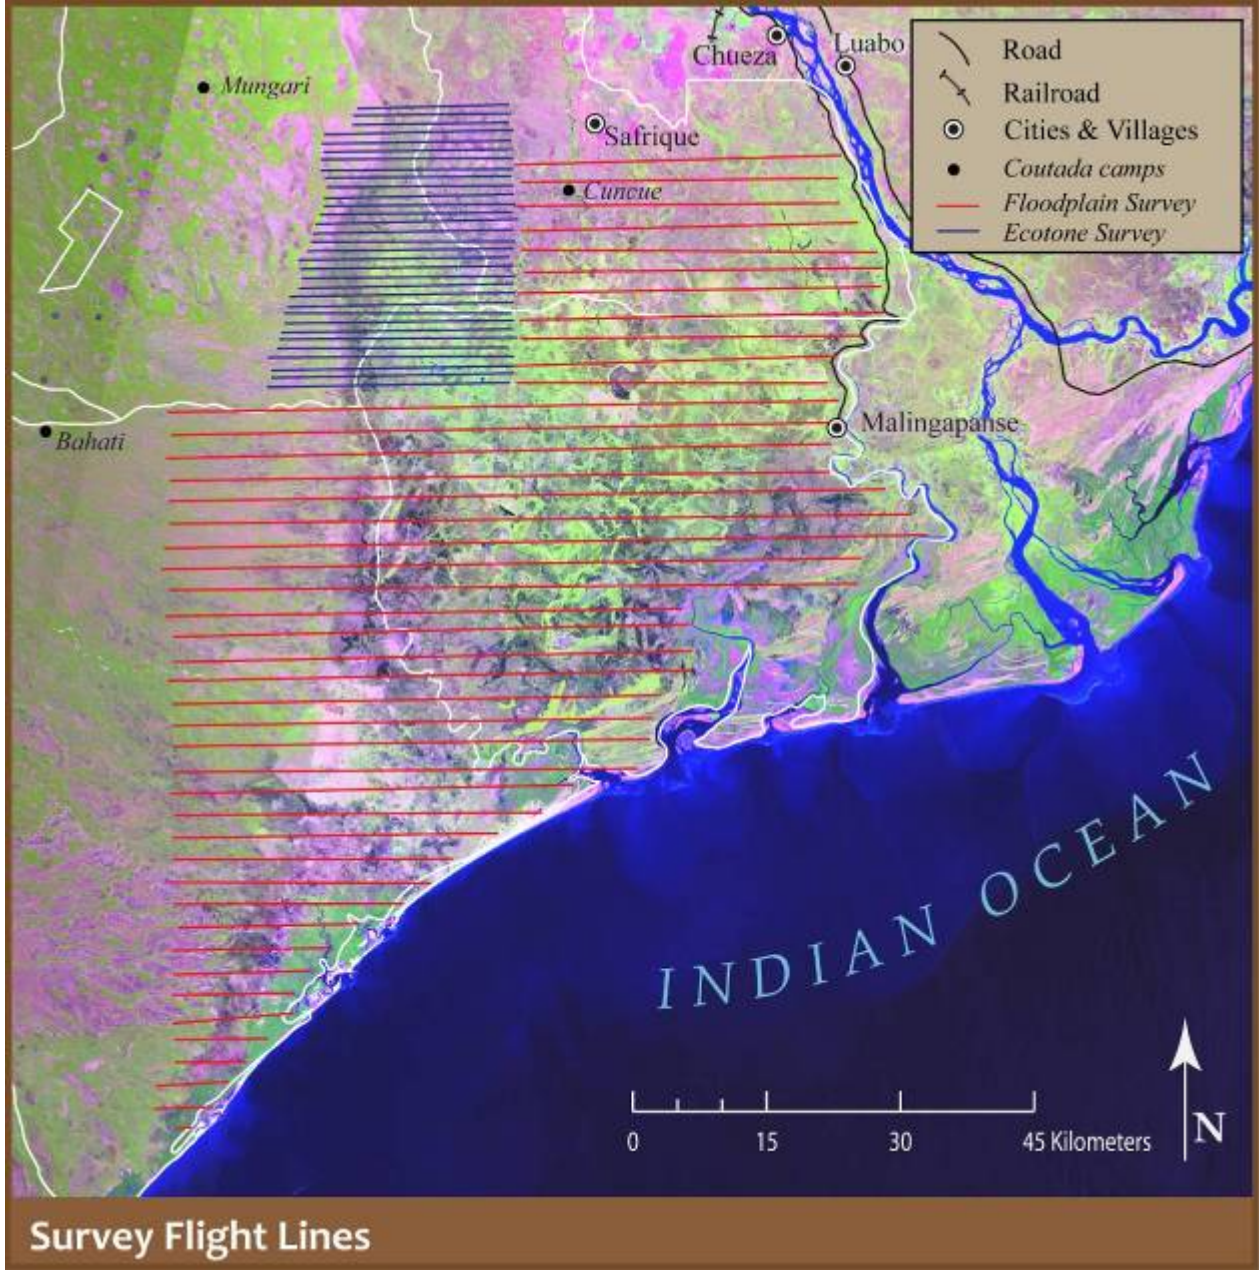 Chueza
Luabo
Mungari
Safrique
Cuncue
Bahati
Malingapanse
Road
Railroad
Cities & Villages
Coutada camps
Floodplain Survey
Ecotone Survey
INDIAN OCEAN
0 15 30 45 Kilometers
N
Survey Flight Lines